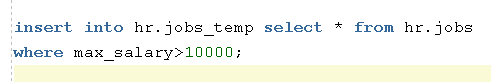 insert into hr.jobs_temp select * from hr.jobs
where max_salary>10000;